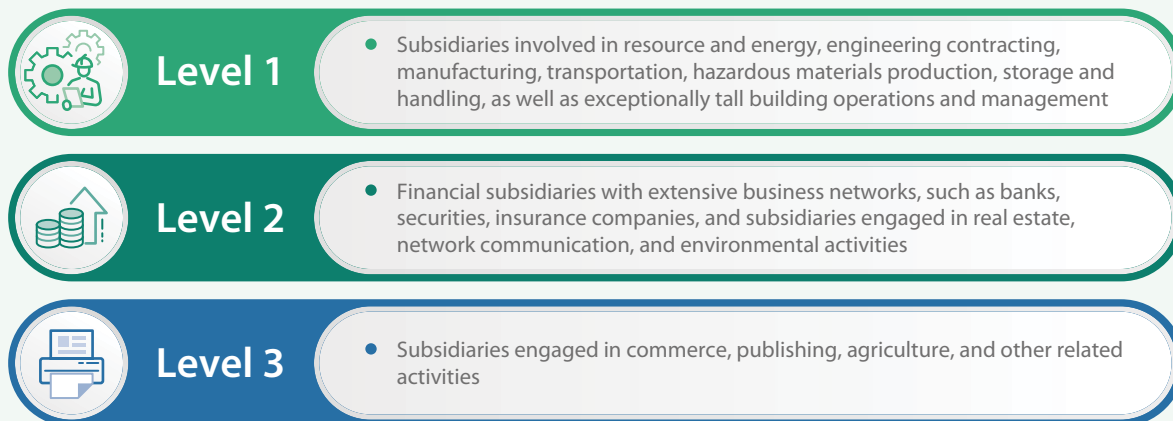 Level 1
• Subsidiaries involved in resource and energy, engineering contracting,
manufacturing, transportation, hazardous materials production, storage and
handling, as well as exceptionally tall building operations and management
Level 2
• Financial subsidiaries with extensive business networks, such as banks,
securities, insurance companies, and subsidiaries engaged in real estate,
network communication, and environmental activities
Level 3
• Subsidiaries engaged in commerce, publishing, agriculture, and other related
activities